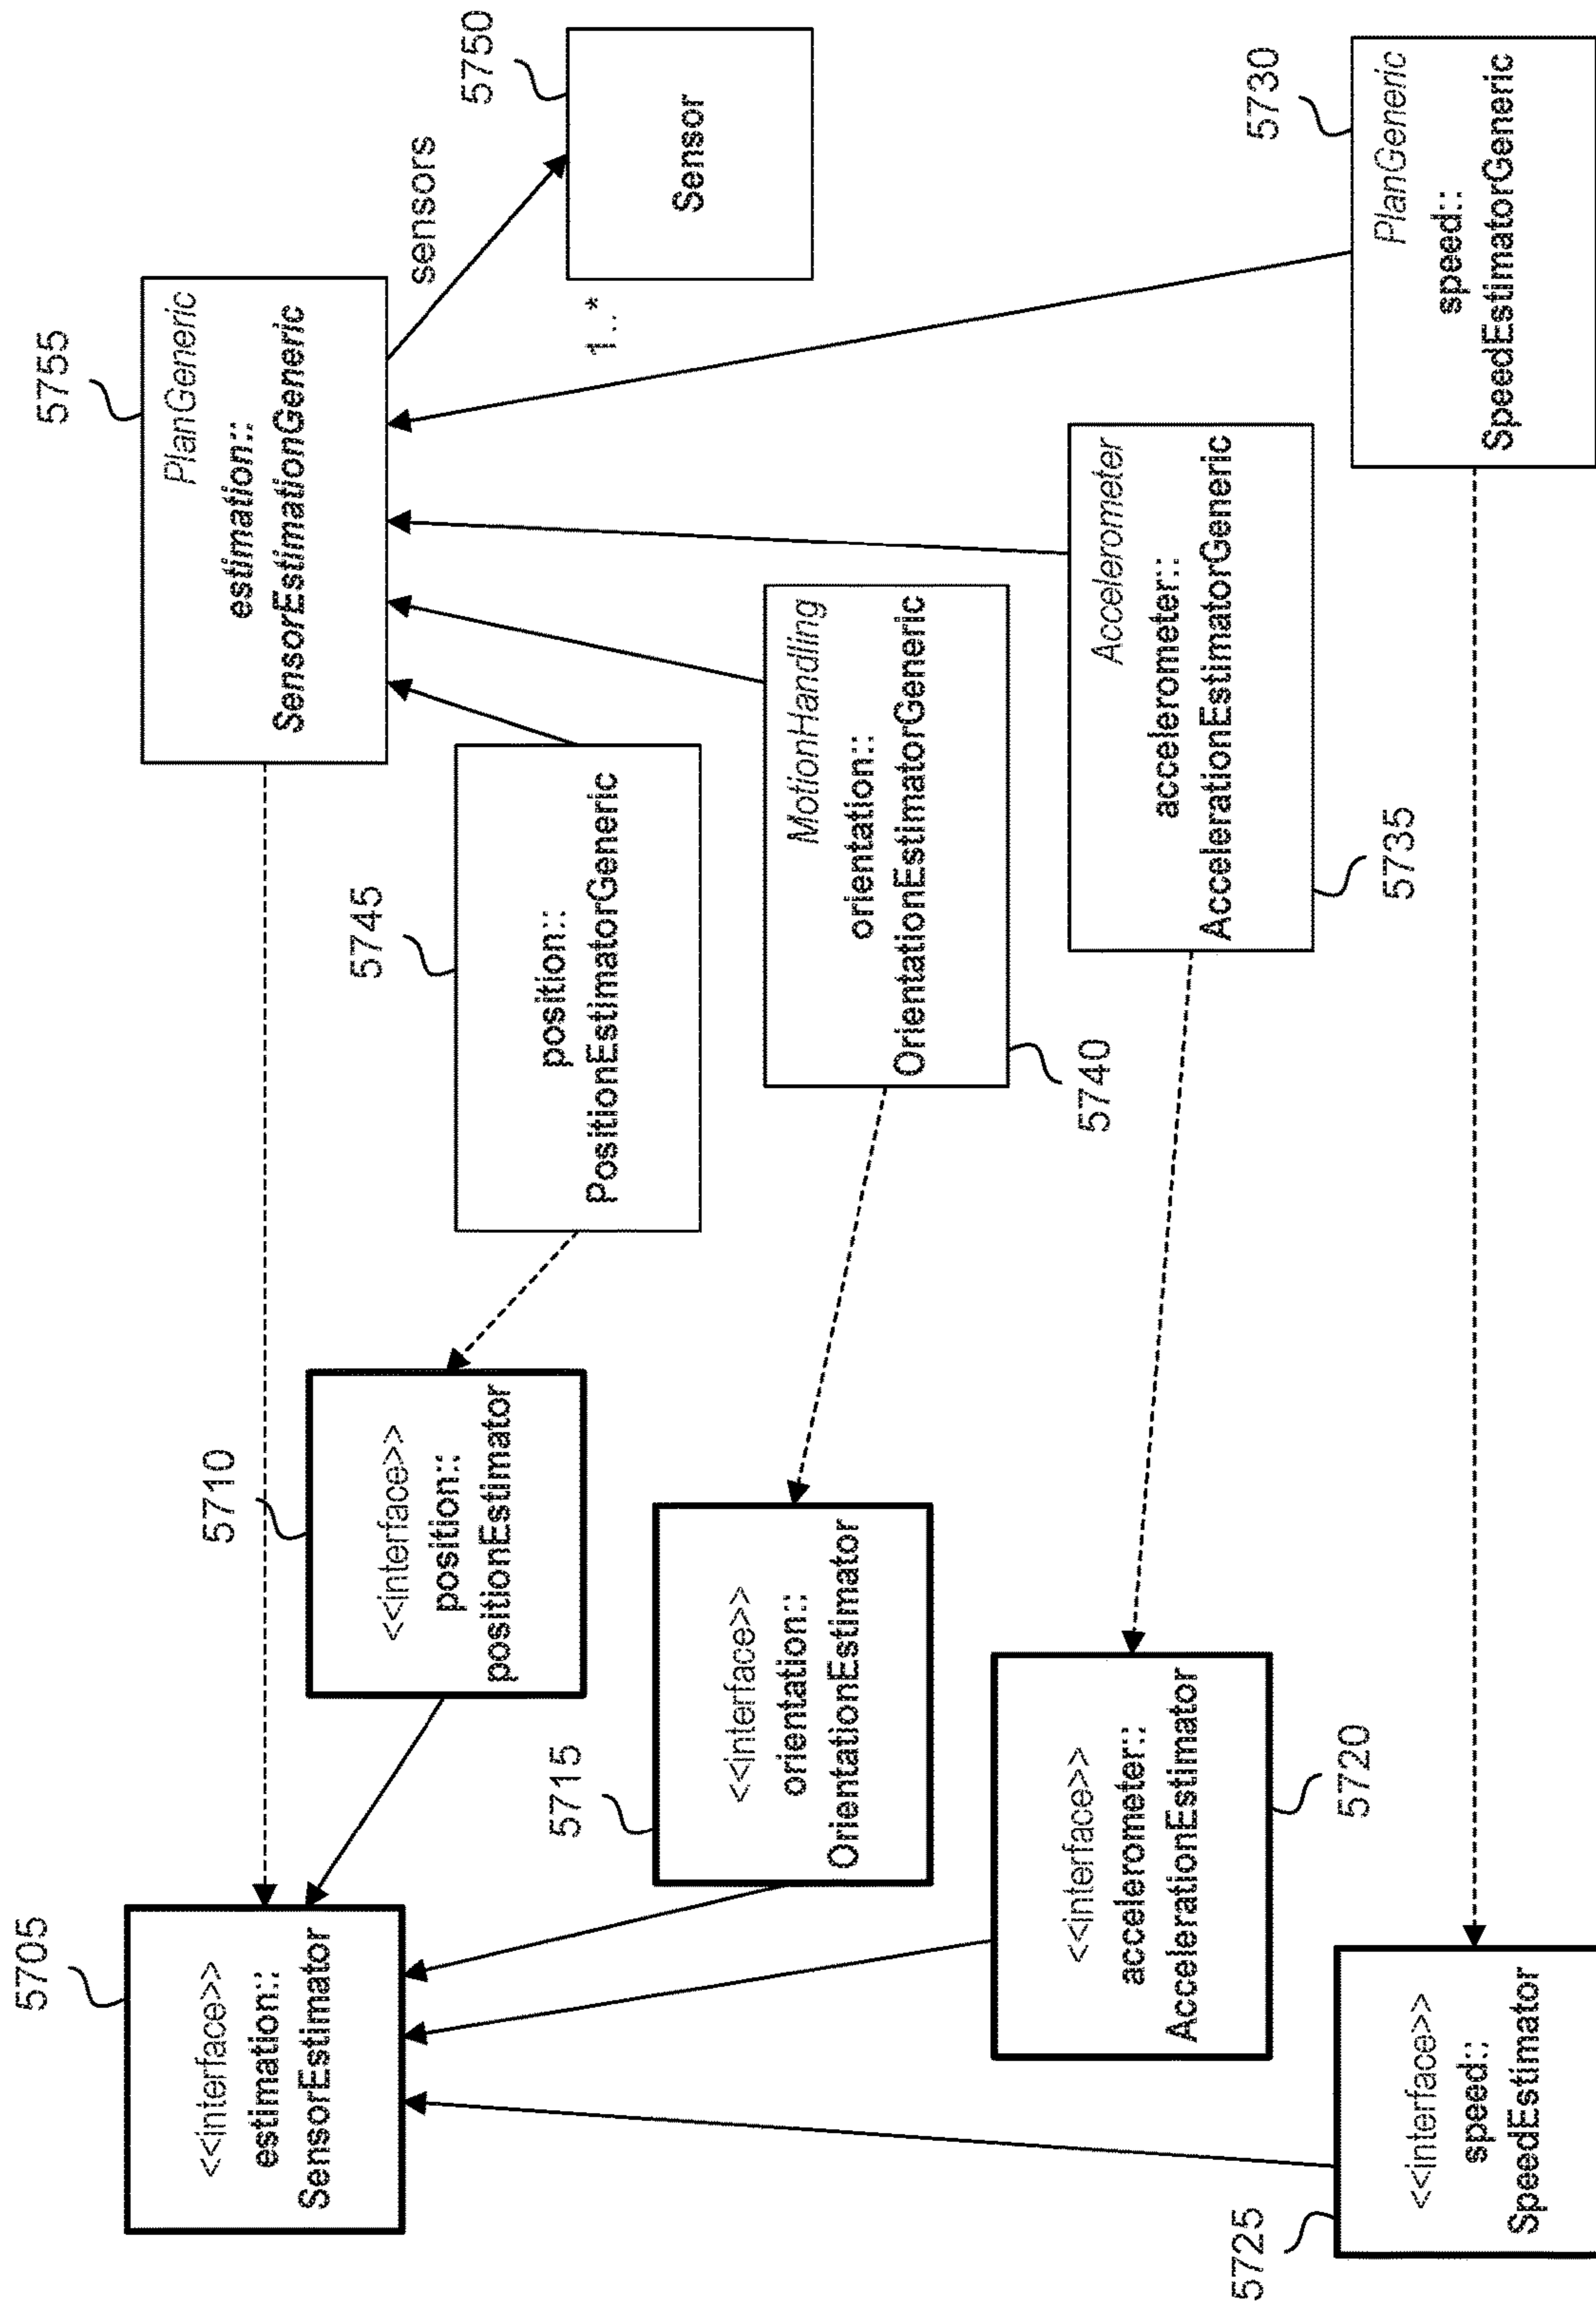 5705
<<interface>>
estimation::
SensorEstimator
5710
<<interface>>
position::
positionEstimator
5715
<<interface>>
orientation::
OrientationEstimator
<<interface>>
accelerometer::
AccelerationEstimator
5720
5725
<<interface>>
speed::
SpeedEstimator
5755
PlanGeneric
estimation::
SensorEstimationGeneric
sensors
5750
1..*
Sensor
5745
position::
PositionEstimatorGeneric
MotionHandling
orientation::
OrientationEstimatorGeneric
5740
Accelerometer
accelerometer::
AccelerationEstimatorGeneric
5735
5730
PlanGeneric
speed::
SpeedEstimatorGeneric